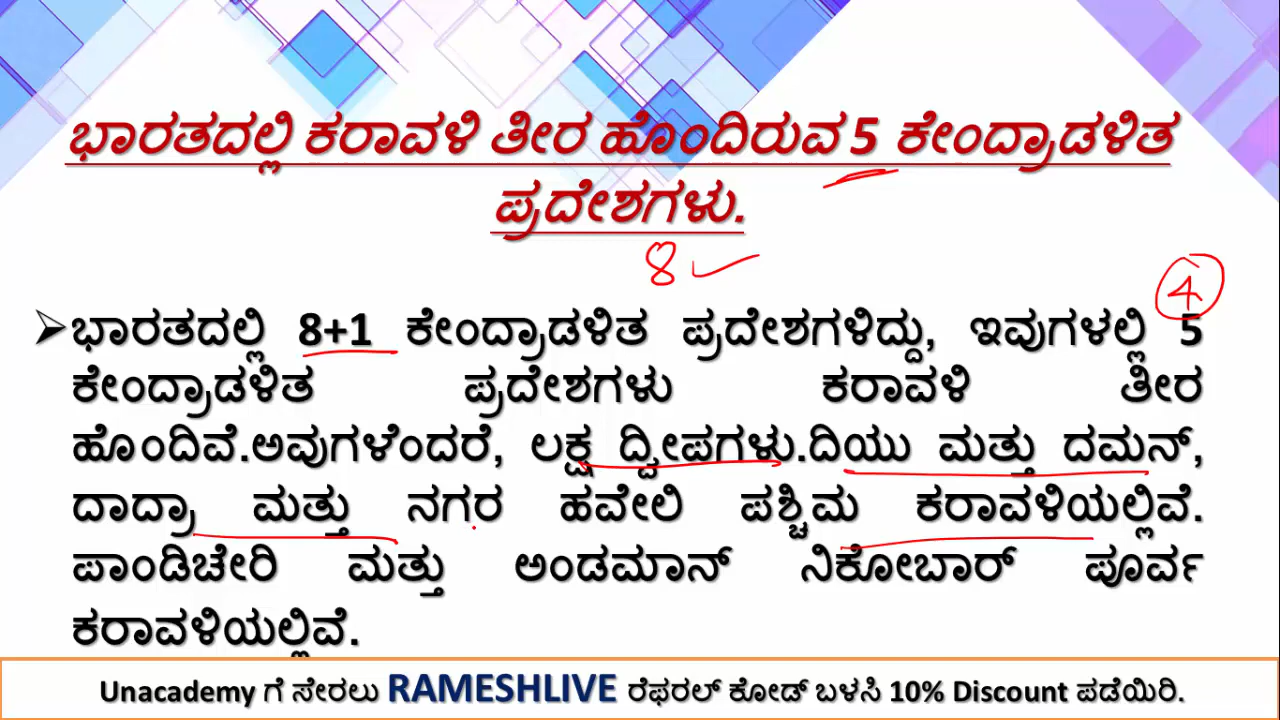 ಭಾರತದಲ್ಲಿ ಕರಾವಳಿ ತೀರ ಹೊಂದಿರುವ 5 ಕೇಂದ್ರಾಡಳಿತ
ಪ್ರದೇಶಗಳು.
8
4
ಭಾರತದಲ್ಲಿ 8+1 ಕೇಂದ್ರಾಡಳಿತ ಪ್ರದೇಶಗಳಿದ್ದು, ಇವುಗಳಲ್ಲಿ 5
ಕೇಂದ್ರಾಡಳಿತ ಪ್ರದೇಶಗಳು ಕರಾವಳಿ ತೀರ
ಹೊಂದಿವೆ.ಅವುಗಳೆಂದರೆ, ಲಕ್ಷ ದ್ವೀಪಗಳು.ದಿಯು ಮತ್ತು ದಮನ್,
ದಾದ್ರಾ ಮತ್ತು ನಗರ ಹವೇಲಿ ಪಶ್ಚಿಮ ಕರಾವಳಿಯಲ್ಲಿವೆ.
ಪಾಂಡಿಚೇರಿ ಮತ್ತು ಅಂಡಮಾನ್ ನಿಕೋಬಾರ್ ಪೂರ್ವ
ಕರಾವಳಿಯಲ್ಲಿವೆ.
Unacademy ಗೆ ಸೇರಲು RAMESHLIVE ರೆಫರಲ್ ಕೋಡ್ ಬಳಸಿ 10% Discount ಪಡೆಯಿರಿ.